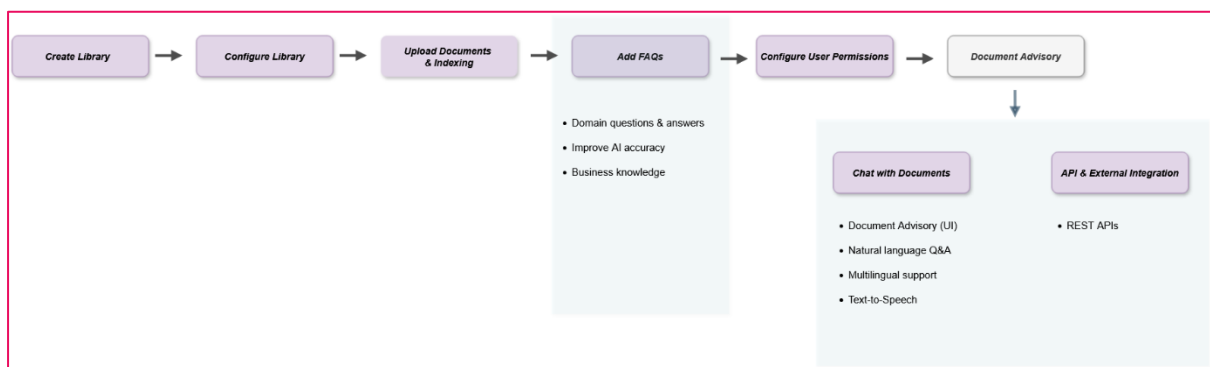 Create Library
Configure Library
Upload Documents
& Indexing
Add FAQs
Configure User Permissions
Document Advisory
• Domain questions & answers
• Improve AI accuracy
• Business knowledge
Chat with Documents
• Document Advisory (UI)
• Natural language Q&A
• Multilingual support
• Text-to-Speech
API & External Integration
• REST APIs